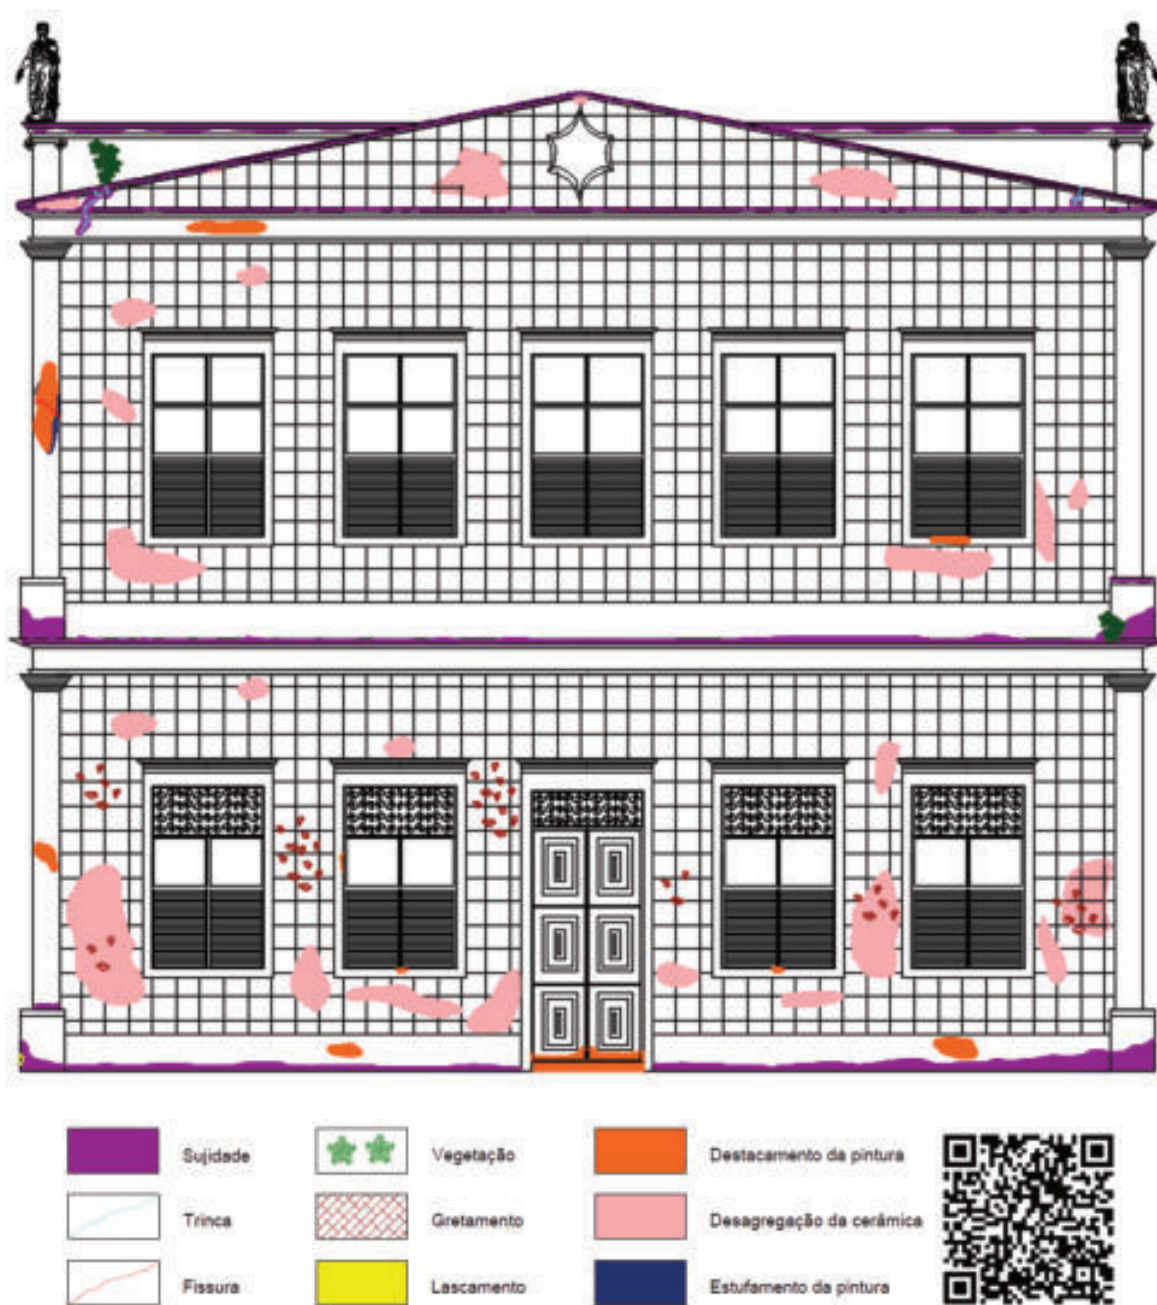 Sujidade
Vegetação
Destacamento da pintura
Trinca
Gretamento
Desagregação da cerâmica
Fissura
Lascamento
Estufamento da pintura